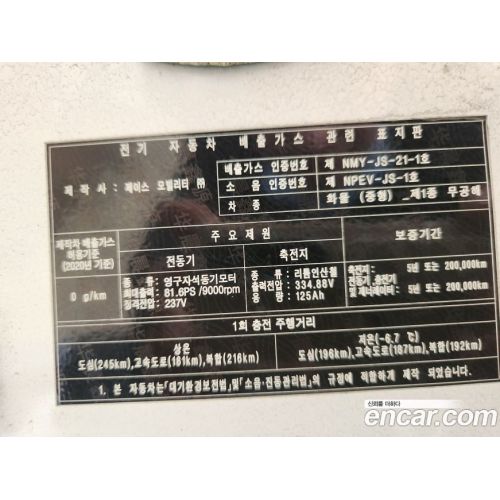 전기 자동차 배출가스 관련 표지판
제작사: 제이스 모빌리티 ㈜
배출가스 인증번호 제 NMY-JS-21-1호
소음 인증번호 제 NPEV-JS-1호
차종 화물 (중형) _제1종 무공해
제작차 배출가스 허용기준 (2020년 기준)
주요제원
보증기간
전동기
축전지
0 g/km
종류 : 영구자석동기모터
최대출력 : 81.6PS /9000rpm
정격전압 : 237V
종류 : 리튬인산철
출력전압 : 334.88V
용량 : 125Ah
축전지 : 5년 또는 200,000km
전동기,충전기 및 제너레이터 : 5년 또는 200,000km
1회 충전 주행거리
상온
도심(245km),고속도로(181km),복합(216km)
저온(-6.7 ℃)
도심(196km),고속도로(187km),복합(192km)
1. 본 자동차는「대기환경보전법」및「소음·진동관리법」의 규정에 적합하게 제작 되었습니다.
신뢰를 더하다
encar.com